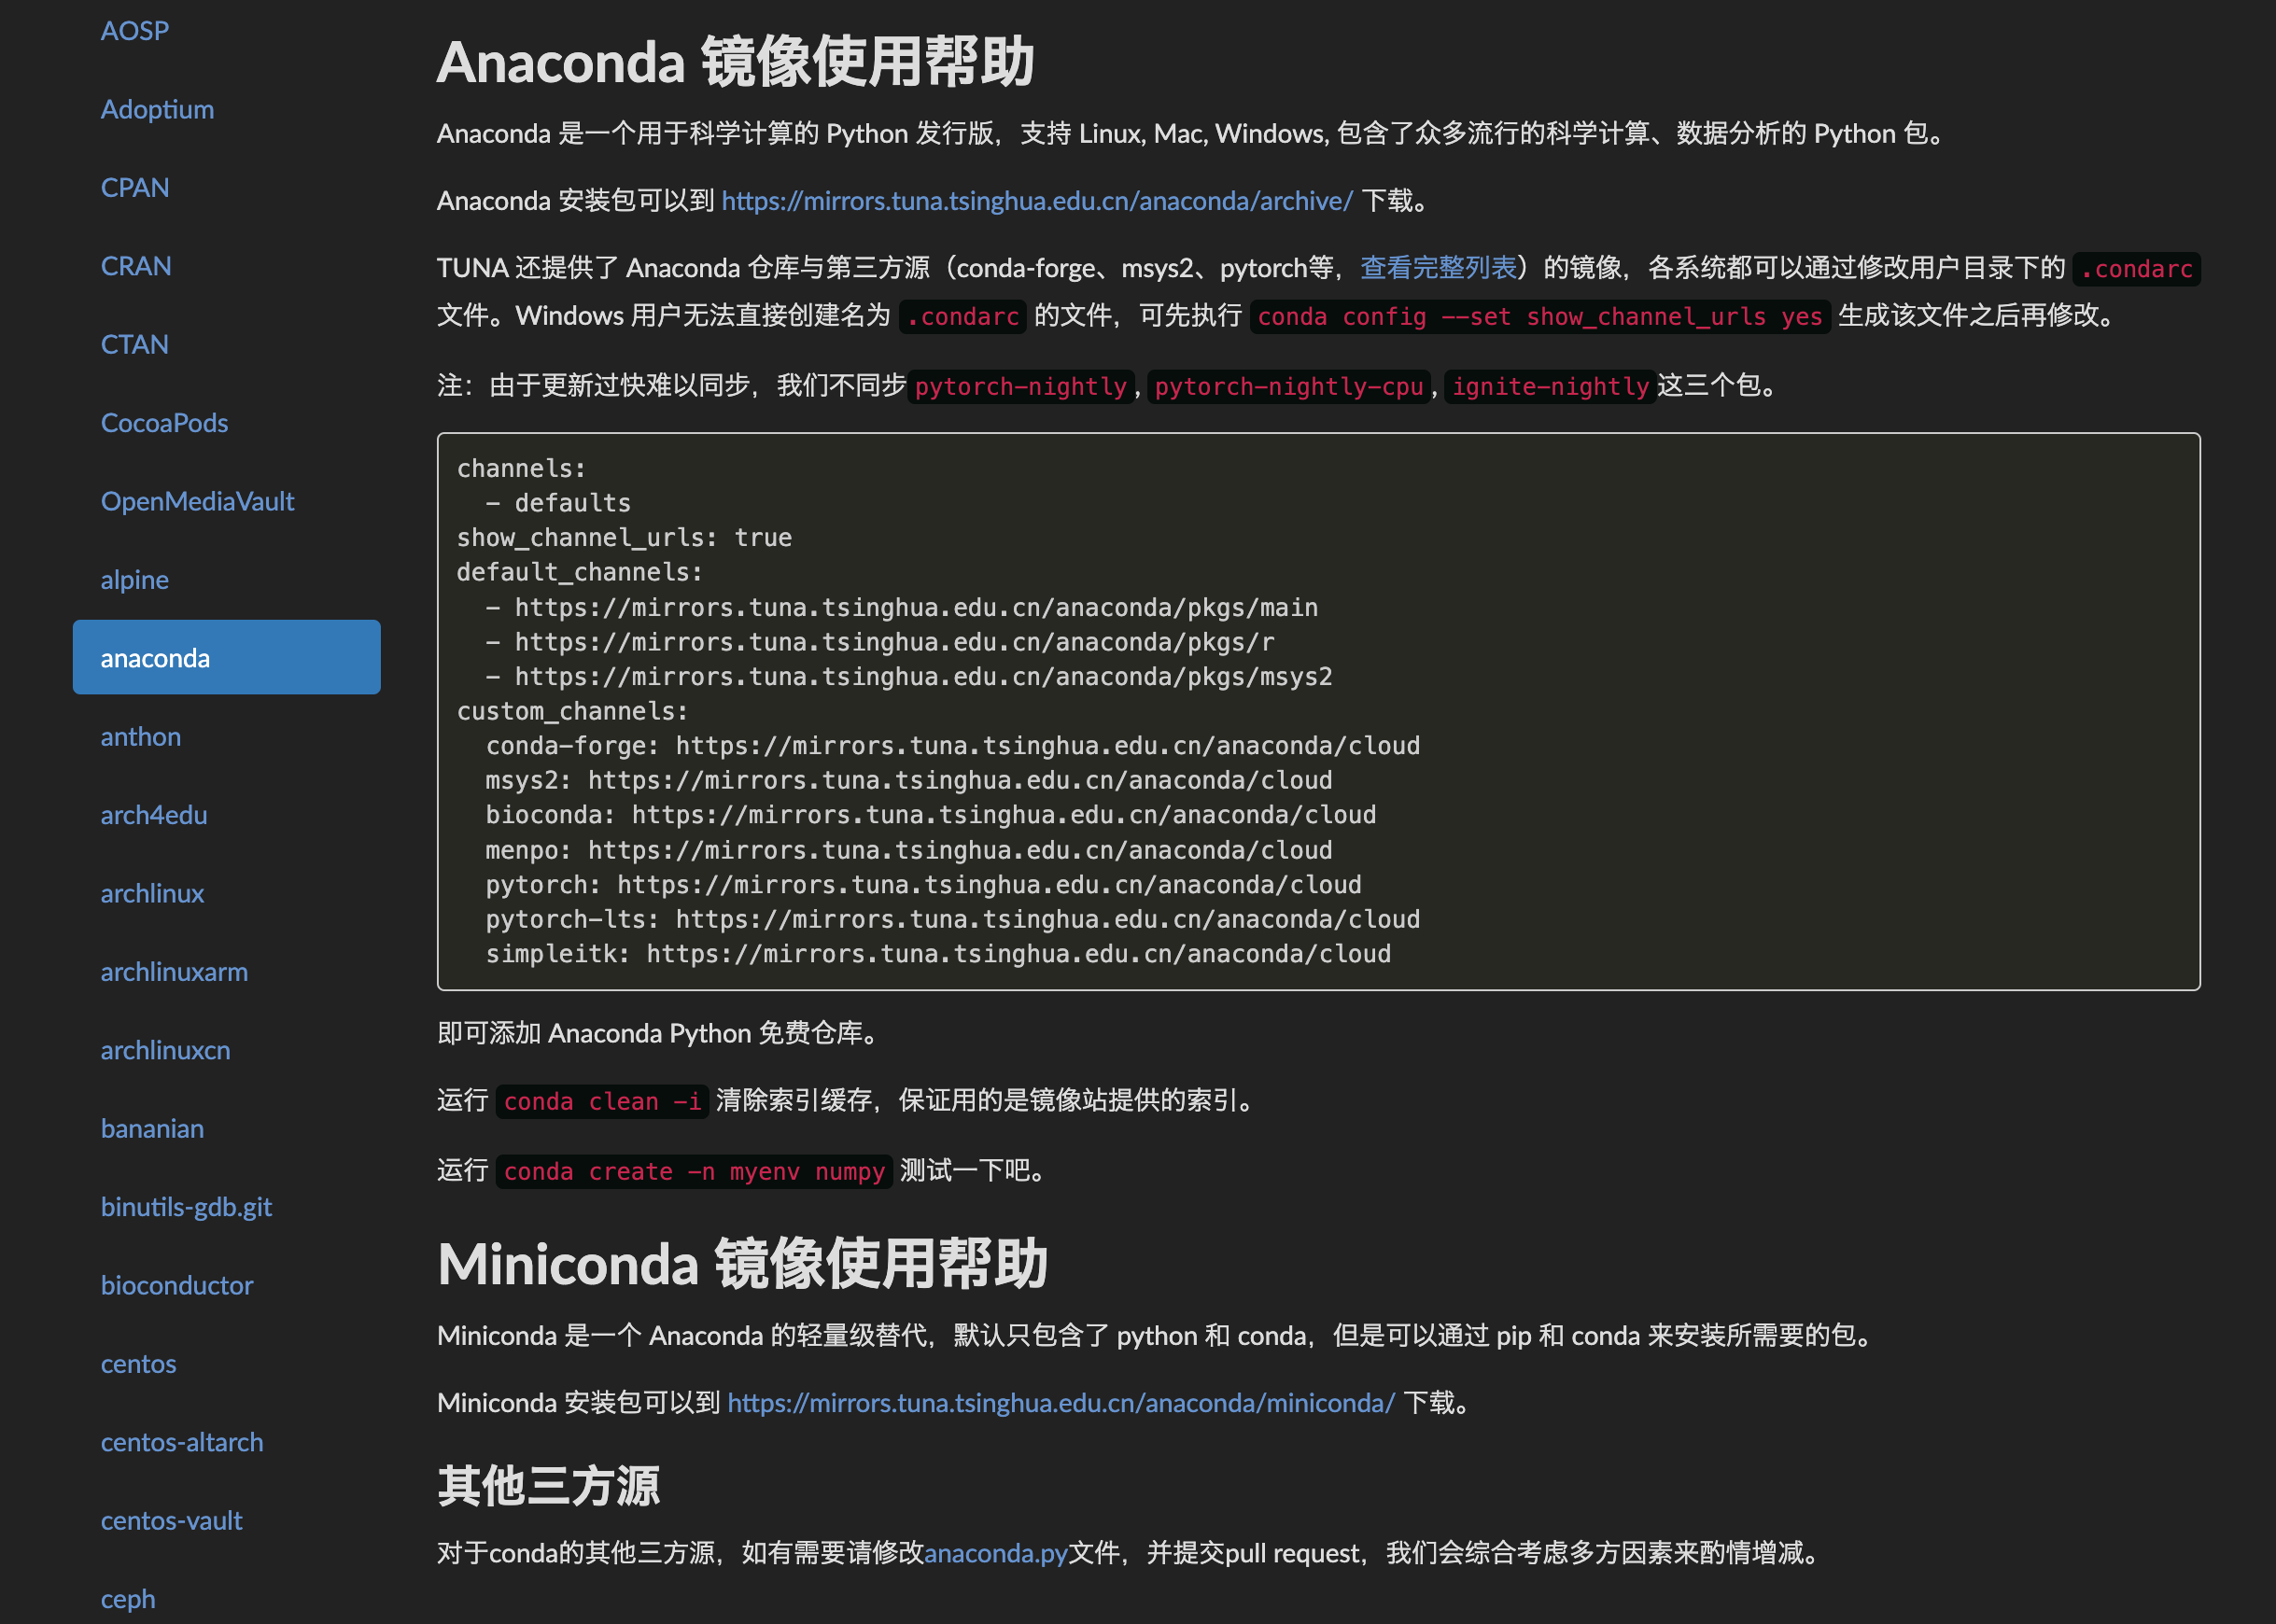 AOSP
Adoptium
CPAN
CRAN
CTAN
CocoaPods
OpenMediaVault
alpine
anaconda
anthon
arch4edu
archlinux
archlinuxarm
archlinuxcn
bananian
binutils-gdb.git
bioconductor
centos
centos-altarch
centos-vault
ceph
Anaconda 镜像使用帮助
Anaconda 是一个用于科学计算的 Python 发行版，支持 Linux, Mac, Windows, 包含了众多流行的科学计算、数据分析的 Python 包。
Anaconda 安装包可以到 https://mirrors.tuna.tsinghua.edu.cn/anaconda/archive/ 下载。
TUNA 还提供了 Anaconda 仓库与第三方源（conda-forge、msys2、pytorch等，查看完整列表）的镜像，各系统都可以通过修改用户目录下的 .condarc
文件。Windows 用户无法直接创建名为 .condarc 的文件，可先执行 conda config --set show_channel_urls yes 生成该文件之后再修改。
注：由于更新过快难以同步，我们不同步pytorch-nightly, pytorch-nightly-cpu, ignite-nightly这三个包。
channels:
  - defaults
show_channel_urls: true
default_channels:
  - https://mirrors.tuna.tsinghua.edu.cn/anaconda/pkgs/main
  - https://mirrors.tuna.tsinghua.edu.cn/anaconda/pkgs/r
  - https://mirrors.tuna.tsinghua.edu.cn/anaconda/pkgs/msys2
custom_channels:
  conda-forge: https://mirrors.tuna.tsinghua.edu.cn/anaconda/cloud
  msys2: https://mirrors.tuna.tsinghua.edu.cn/anaconda/cloud
  bioconda: https://mirrors.tuna.tsinghua.edu.cn/anaconda/cloud
  menpo: https://mirrors.tuna.tsinghua.edu.cn/anaconda/cloud
  pytorch: https://mirrors.tuna.tsinghua.edu.cn/anaconda/cloud
  pytorch-lts: https://mirrors.tuna.tsinghua.edu.cn/anaconda/cloud
  simpleitk: https://mirrors.tuna.tsinghua.edu.cn/anaconda/cloud
即可添加 Anaconda Python 免费仓库。
运行 conda clean -i 清除索引缓存，保证用的是镜像站提供的索引。
运行 conda create -n myenv numpy 测试一下吧。
Miniconda 镜像使用帮助
Miniconda 是一个 Anaconda 的轻量级替代，默认只包含了 python 和 conda，但是可以通过 pip 和 conda 来安装所需要的包。
Miniconda 安装包可以到 https://mirrors.tuna.tsinghua.edu.cn/anaconda/miniconda/ 下载。
其他三方源
对于conda的其他三方源，如有需要请修改anaconda.py文件，并提交pull request，我们会综合考虑多方因素来酌情增减。